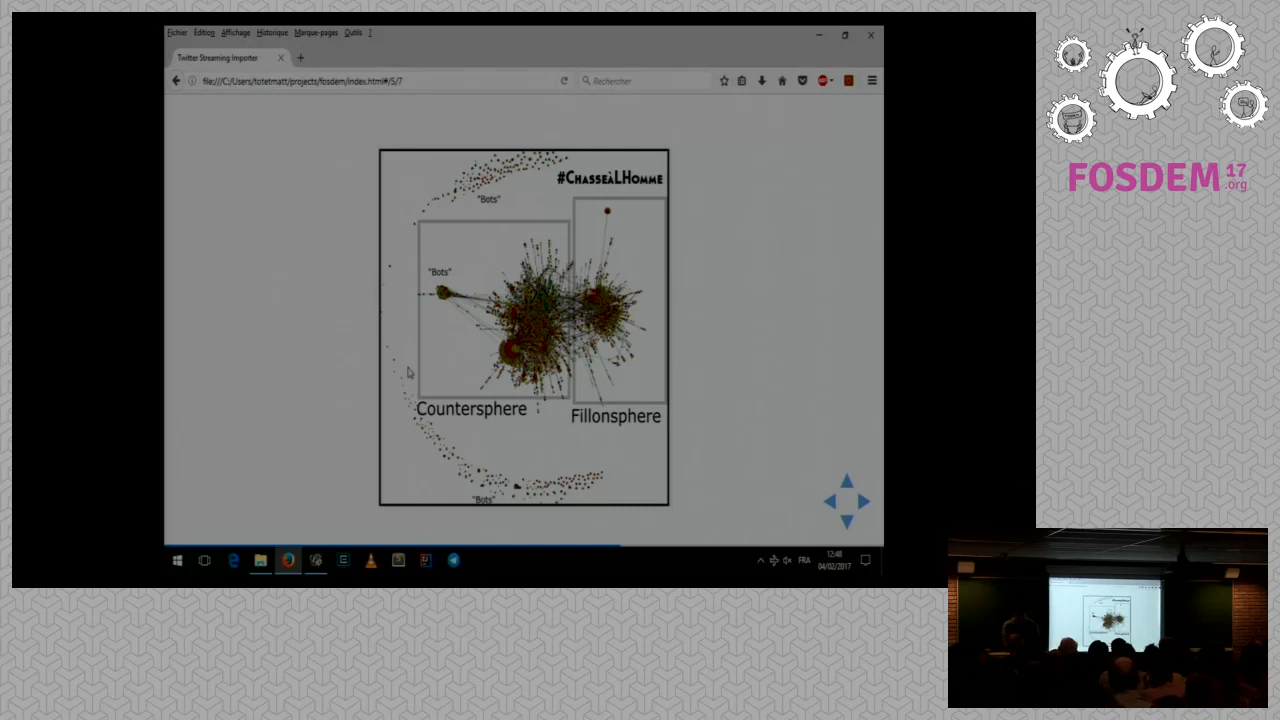 Fichier Édition Affichage Historique Marque-pages Outils ?
Twitter Streaming Importer
file:///C:/Users/totetmatt/projects/fosdem/index.html#/5/7
Rechercher
#ChasseàLHomme
"Bots"
"Bots"
Countersphere
Fillonsphere
"Bots"
FRA
12:48
04/02/2017
FOSDEM 17
.org